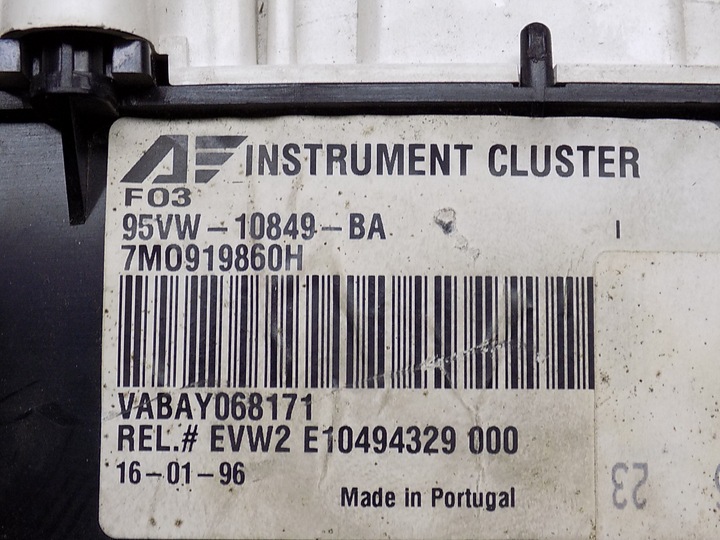 AF INSTRUMENT CLUSTER
F03
95VW-10849-BA
7M0919860H
I
VABAY068171
REL.# EVW2 E10494329 000
16-01-96
Made in Portugal
23